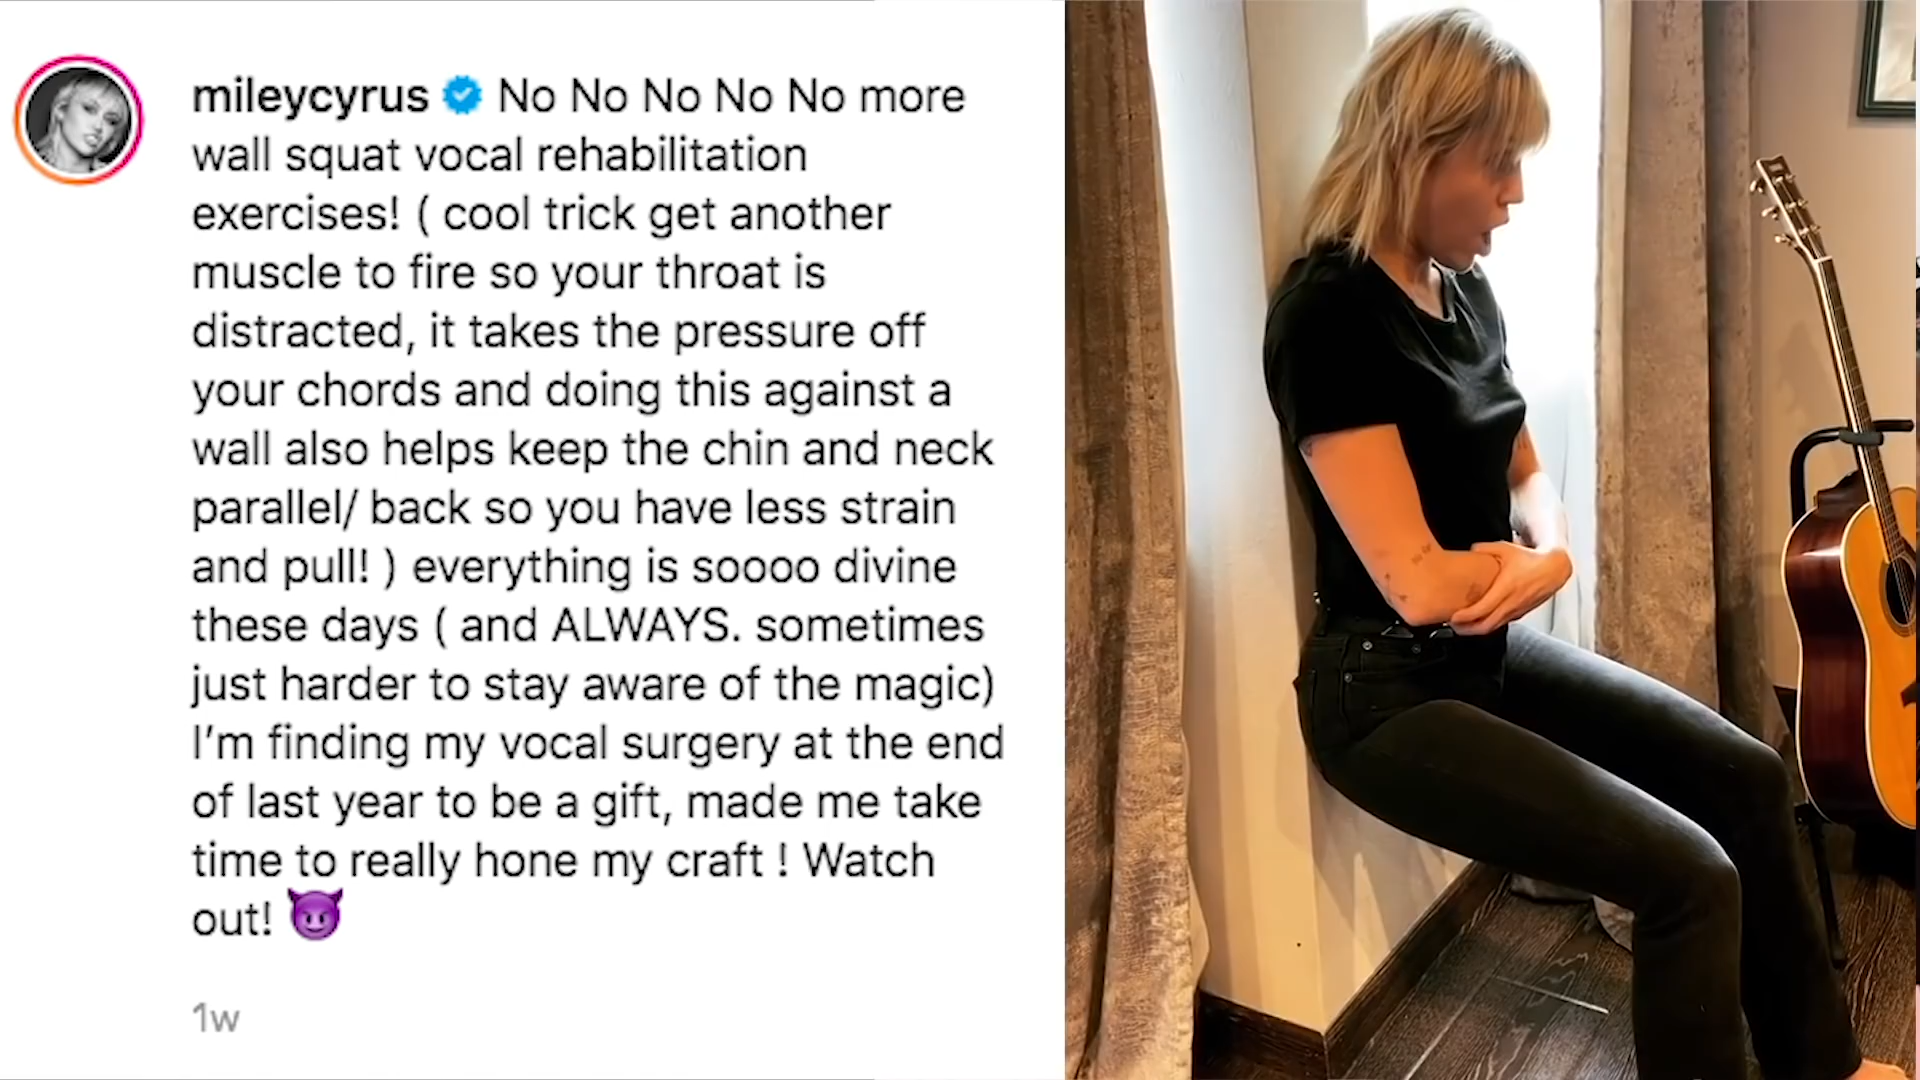 mileycyrus No No No No No more
wall squat vocal rehabilitation
exercises! ( cool trick get another
muscle to fire so your throat is
distracted, it takes the pressure off
your chords and doing this against a
wall also helps keep the chin and neck
parallel/ back so you have less strain
and pull! ) everything is soooo divine
these days ( and ALWAYS. sometimes
just harder to stay aware of the magic)
I’m finding my vocal surgery at the end
of last year to be a gift, made me take
time to really hone my craft ! Watch
out! 😈
1w